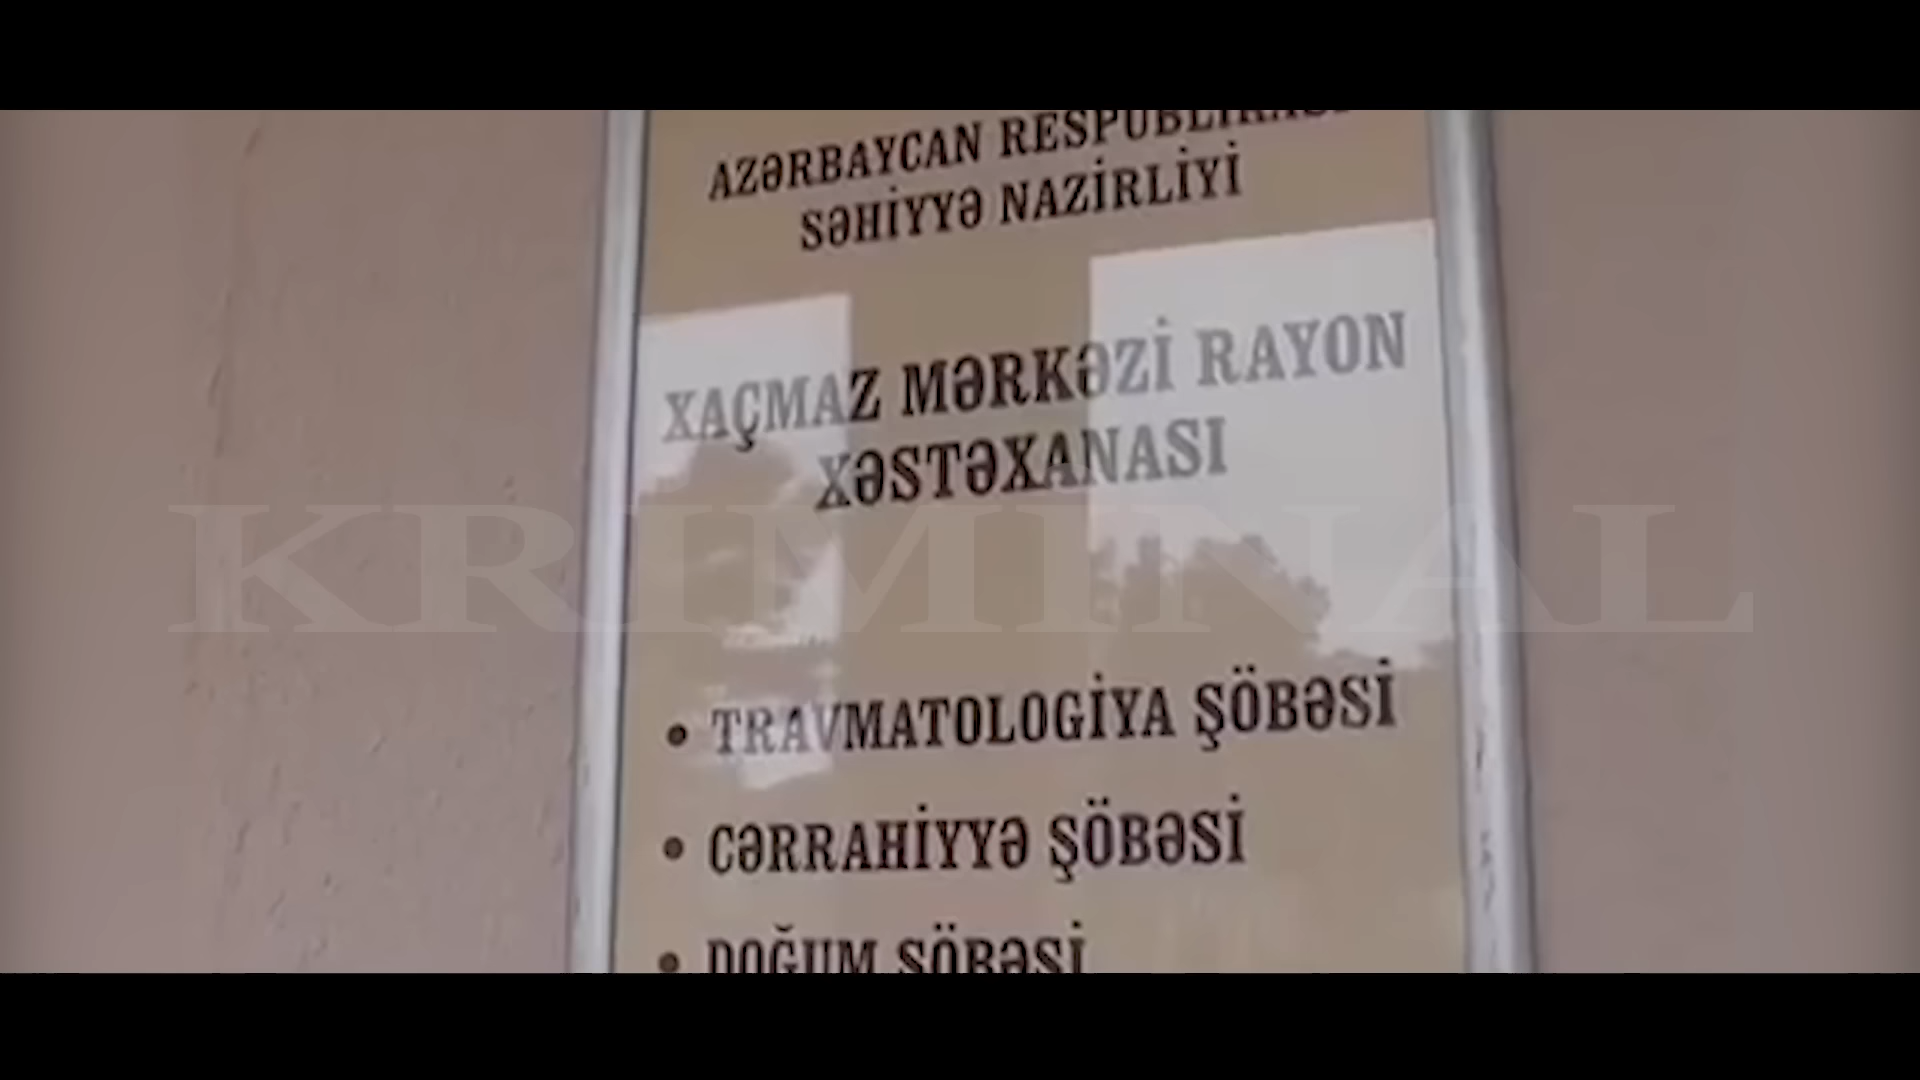 AZƏRBAYCAN RESPUBLİKASI
SƏHİYYƏ NAZİRLİYİ
XAÇMAZ MƏRKƏZİ RAYON
XƏSTƏXANASI
KRIMINAL
• TRAVMATOLOGİYA ŞÖBƏSİ
• CƏRRAHİYYƏ ŞÖBƏSİ
• DOĞUM ŞÖBƏSİ